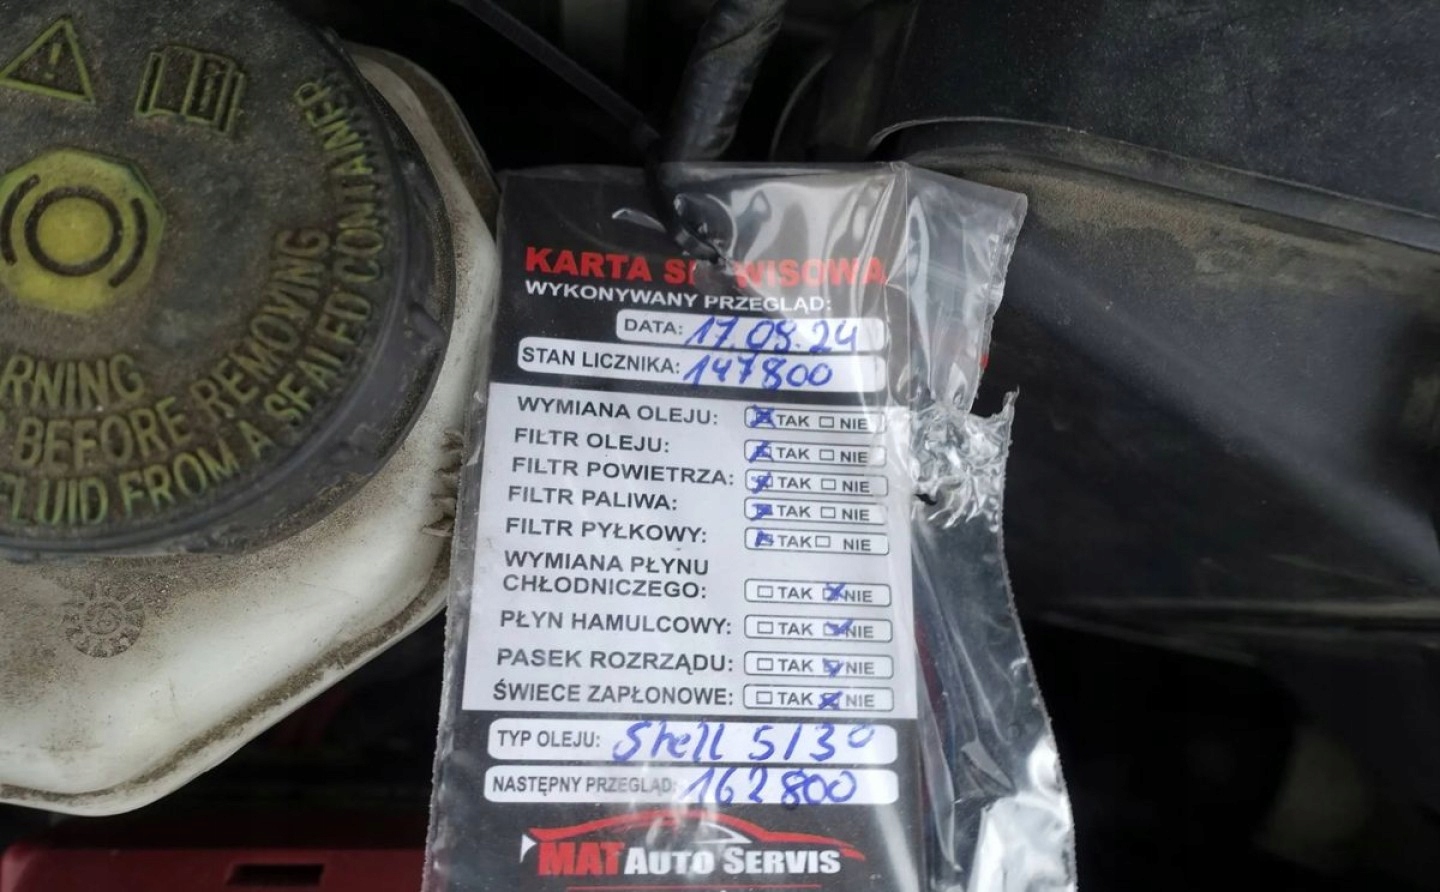 RNING
BEFORE REMOVING
FLUID FROM A SEALED CONTAINER
KARTA SERWISOWA
WYKONYWANY PRZEGLĄD:
DATA: 17.09.24
STAN LICZNIKA: 147800
WYMIANA OLEJU: ☒ TAK ☐ NIE
FILTR OLEJU: ☒ TAK ☐ NIE
FILTR POWIETRZA: ☒ TAK ☐ NIE
FILTR PALIWA: ☒ TAK ☐ NIE
FILTR PYŁKOWY: ☒ TAK ☐ NIE
WYMIANA PŁYNU
CHŁODNICZEGO: ☐ TAK ☒ NIE
PŁYN HAMULCOWY: ☐ TAK ☒ NIE
PASEK ROZRZĄDU: ☐ TAK ☒ NIE
ŚWIECE ZAPŁONOWE: ☐ TAK ☒ NIE
TYP OLEJU: Shell 5/30
NASTĘPNY PRZEGLĄD: 162800
MAT AUTO SERVIS